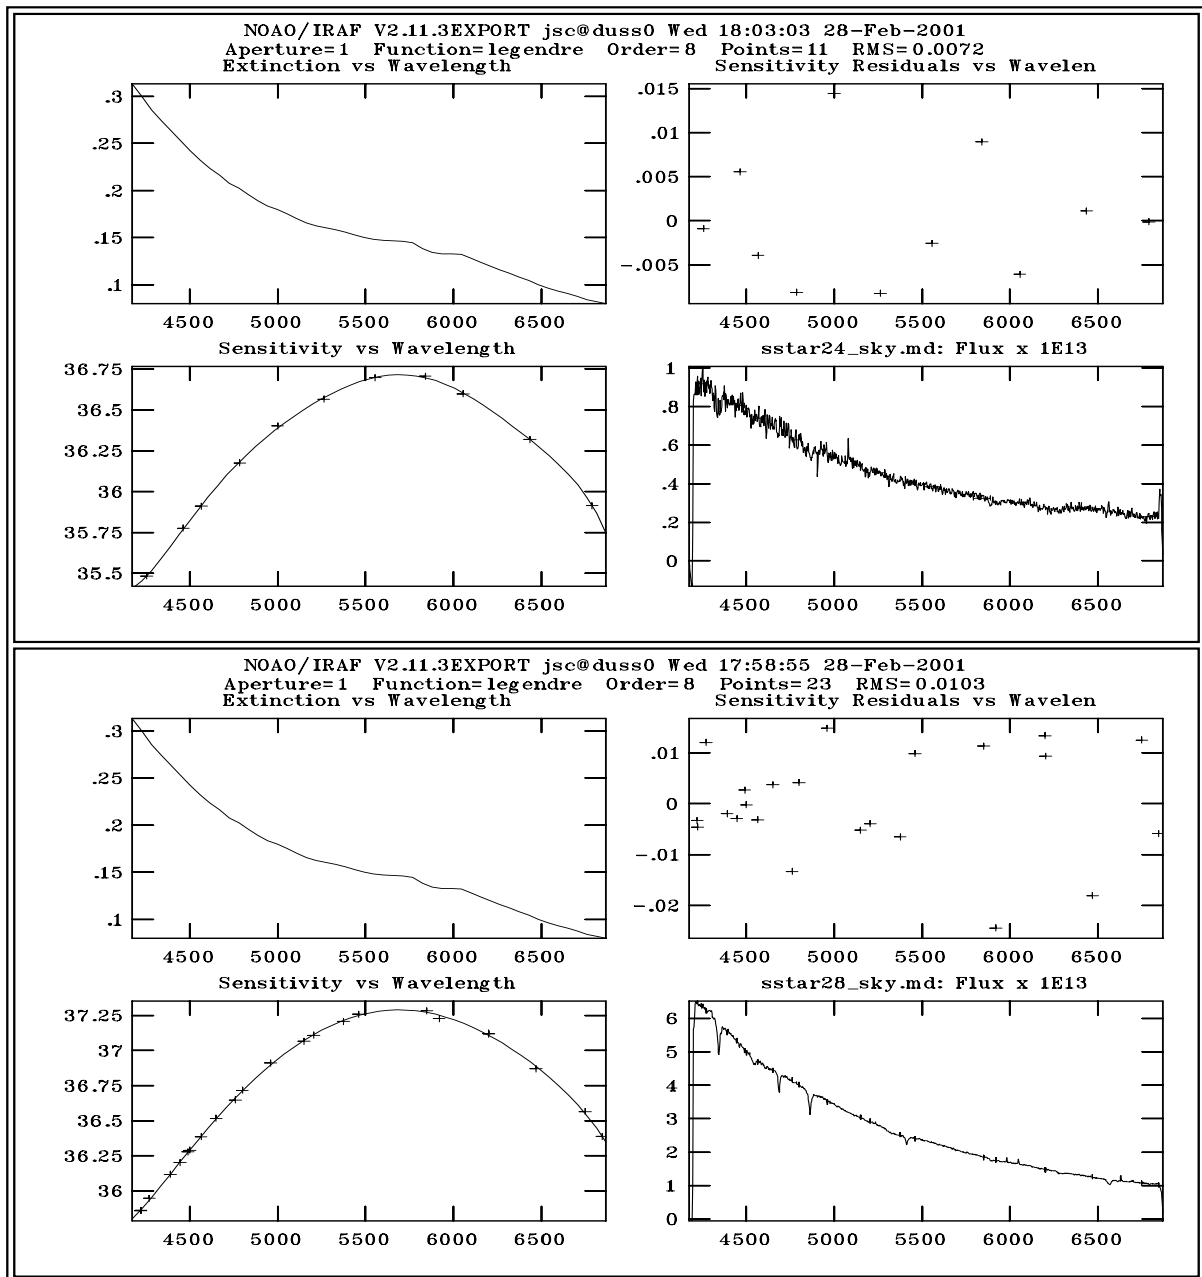 NOAO/IRAF V2.11.3EXPORT jsc@duss0 Wed 18:03:03 28-Feb-2001
Aperture=1 Function=legendre Order=8 Points=11 RMS=0.0072
Extinction vs Wavelength
.3
.25
.2
.15
.1
4500 5000 5500 6000 6500
Sensitivity Residuals vs Wavelen
.015
.01
.005
0
-.005
4500 5000 5500 6000 6500
Sensitivity vs Wavelength
36.75
36.5
36.25
36
35.75
35.5
4500 5000 5500 6000 6500
sstar24_sky.md: Flux x 1E13
1
.8
.6
.4
.2
0
4500 5000 5500 6000 6500
NOAO/IRAF V2.11.3EXPORT jsc@duss0 Wed 17:58:55 28-Feb-2001
Aperture=1 Function=legendre Order=8 Points=23 RMS=0.0103
Extinction vs Wavelength
.3
.25
.2
.15
.1
4500 5000 5500 6000 6500
Sensitivity Residuals vs Wavelen
.01
0
-.01
-.02
4500 5000 5500 6000 6500
Sensitivity vs Wavelength
37.25
37
36.75
36.5
36.25
36
4500 5000 5500 6000 6500
sstar28_sky.md: Flux x 1E13
6
5
4
3
2
1
0
4500 5000 5500 6000 6500